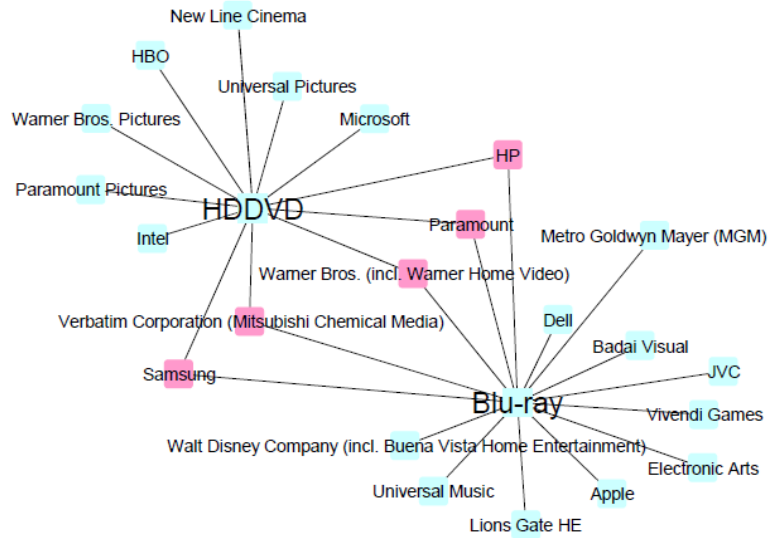 New Line Cinema
HBO
Universal Pictures
Warner Bros. Pictures
Microsoft
HP
Paramount Pictures
HDDVD
Paramount
Intel
Metro Goldwyn Mayer (MGM)
Warner Bros. (incl. Warner Home Video)
Verbatim Corporation (Mitsubishi Chemical Media)
Dell
Badai Visual
Samsung
JVC
Blu-ray
Vivendi Games
Walt Disney Company (incl. Buena Vista Home Entertainment)
Electronic Arts
Universal Music
Apple
Lions Gate HE